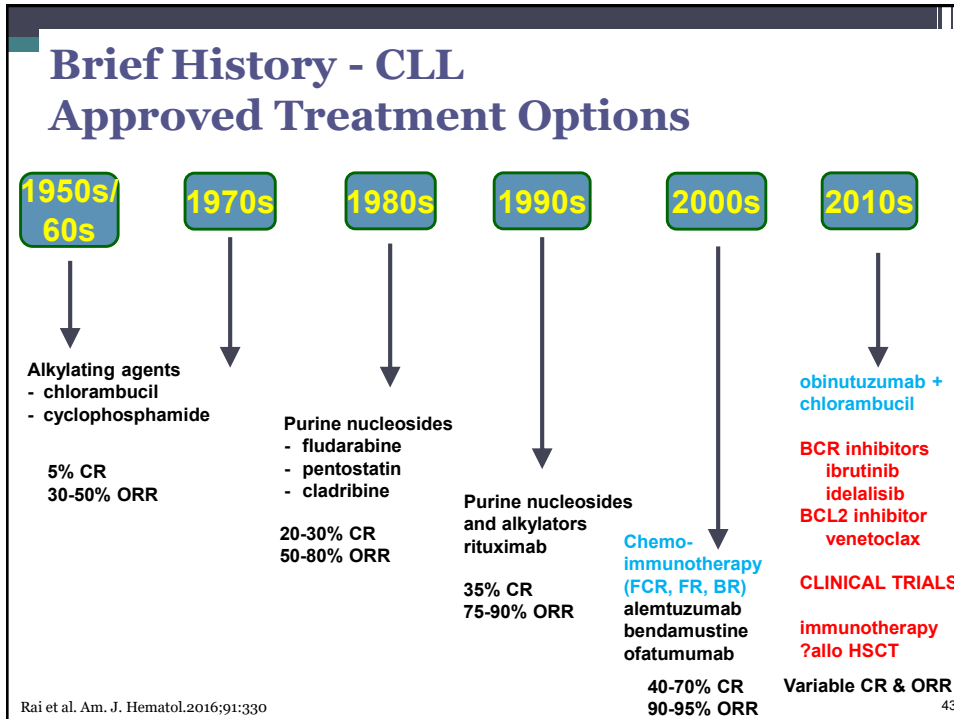 Brief History - CLL
Approved Treatment Options
1950s/
60s
1970s
1980s
1990s
2000s
2010s
Alkylating agents
- chlorambucil
- cyclophosphamide
5% CR
30-50% ORR
Purine nucleosides
- fludarabine
- pentostatin
- cladribine
20-30% CR
50-80% ORR
Purine nucleosides
and alkylators
rituximab
35% CR
75-90% ORR
Chemo-
immunotherapy
(FCR, FR, BR)
alemtuzumab
bendamustine
ofatumumab
40-70% CR
90-95% ORR
obinutuzumab +
chlorambucil
BCR inhibitors
ibrutinib
idelalisib
BCL2 inhibitor
venetoclax
CLINICAL TRIALS
immunotherapy
?allo HSCT
Variable CR & ORR
Rai et al. Am. J. Hematol.2016;91:330
43